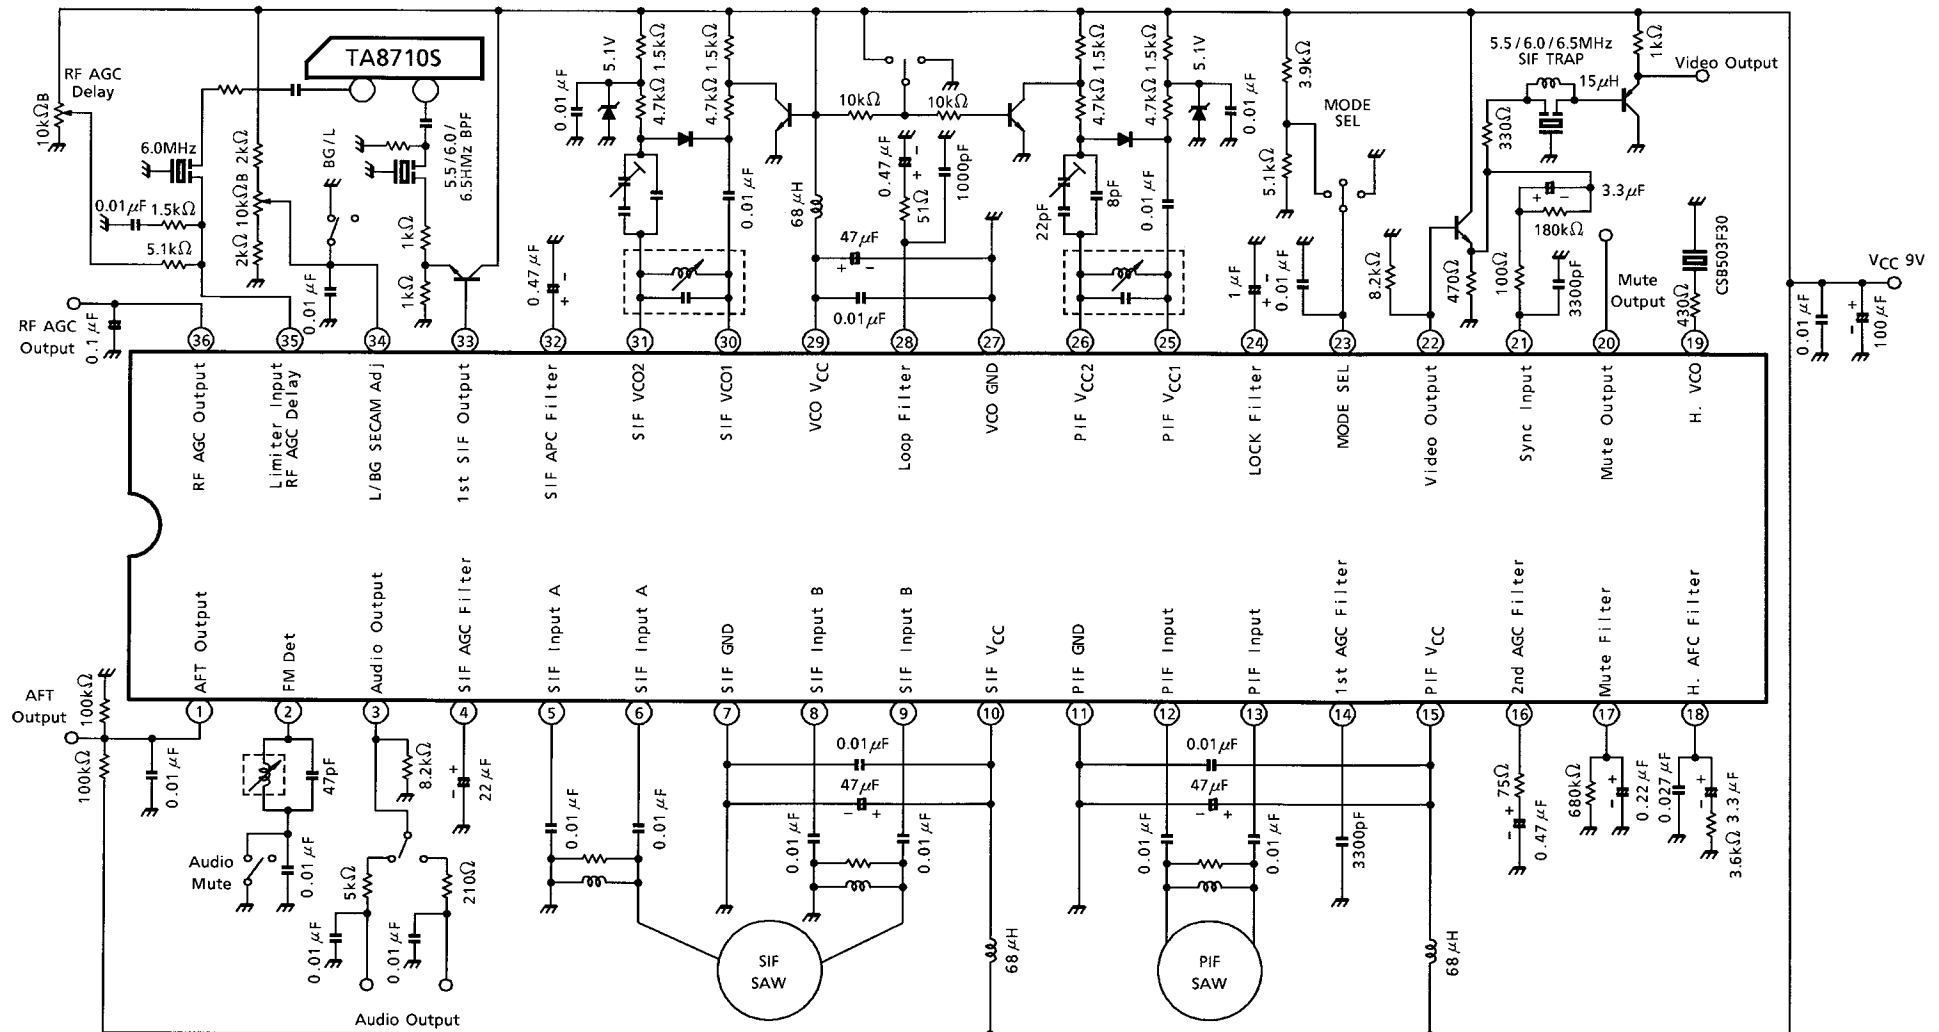 TA8710S
RF AGC
Delay
10kΩB
6.0MHz
0.01μF
1.5kΩ
5.1kΩ
2kΩ
10kΩB
2kΩ
BG/L
0.01μF
5.5/6.0/
6.5HMz BPF
1kΩ
1kΩ
RF AGC
Output
0.1μF
0.47μF
+ −
0.01μF
5.1V
1.5kΩ
4.7kΩ
1.5kΩ
4.7kΩ
0.01μF
68μH
10kΩ
10kΩ
0.47μF
− +
51Ω
1000pF
47μF
+ −
0.01μF
1.5kΩ
4.7kΩ
1.5kΩ
4.7kΩ
5.1V
0.01μF
22pF
8pF
0.01μF
1μF
+ −
0.01μF
3.9kΩ
5.1kΩ
MODE
SEL
8.2kΩ
470Ω
5.5/6.0/6.5MHz
SIF TRAP
15μH
330Ω
1kΩ
Video Output
3.3μF
+ −
180kΩ
100Ω
3300pF
Mute
Output
CSB503F30
430Ω
VCC 9V
0.01μF
100μF
+ −
36
35
34
33
32
31
30
29
28
27
26
25
24
23
22
21
20
19
RF AGC Output
Limiter Input
RF AGC Delay
L/BG SECAM Adj
1st SIF Output
SIF APC Filter
SIF VCO2
SIF VCO1
VCO VCC
Loop Filter
VCO GND
PIF VCC2
PIF VCC1
LOCK Filter
MODE SEL
Video Output
Sync Input
Mute Output
H. VCO
AFT Output
FM Det
Audio Output
SIF AGC Filter
SIF Input A
SIF Input A
SIF GND
SIF Input B
SIF Input B
SIF VCC
PIF GND
PIF Input
PIF Input
1st AGC Filter
PIF VCC
2nd AGC Filter
Mute Filter
H. AFC Filter
1
2
3
4
5
6
7
8
9
10
11
12
13
14
15
16
17
18
AFT
Output
100kΩ
100kΩ
0.01μF
47pF
Audio
Mute
0.01μF
8.2kΩ
5kΩ
210Ω
0.01μF
0.01μF
Audio Output
22μF
+ −
0.01μF
0.01μF
0.01μF
47μF
− +
0.01μF
0.01μF
SIF
SAW
68μH
0.01μF
47μF
− +
0.01μF
0.01μF
PIF
SAW
3300pF
68μH
75Ω
0.47μF
− +
680kΩ
0.22μF
− +
0.027μF
3.3μF
− +
3.6kΩ